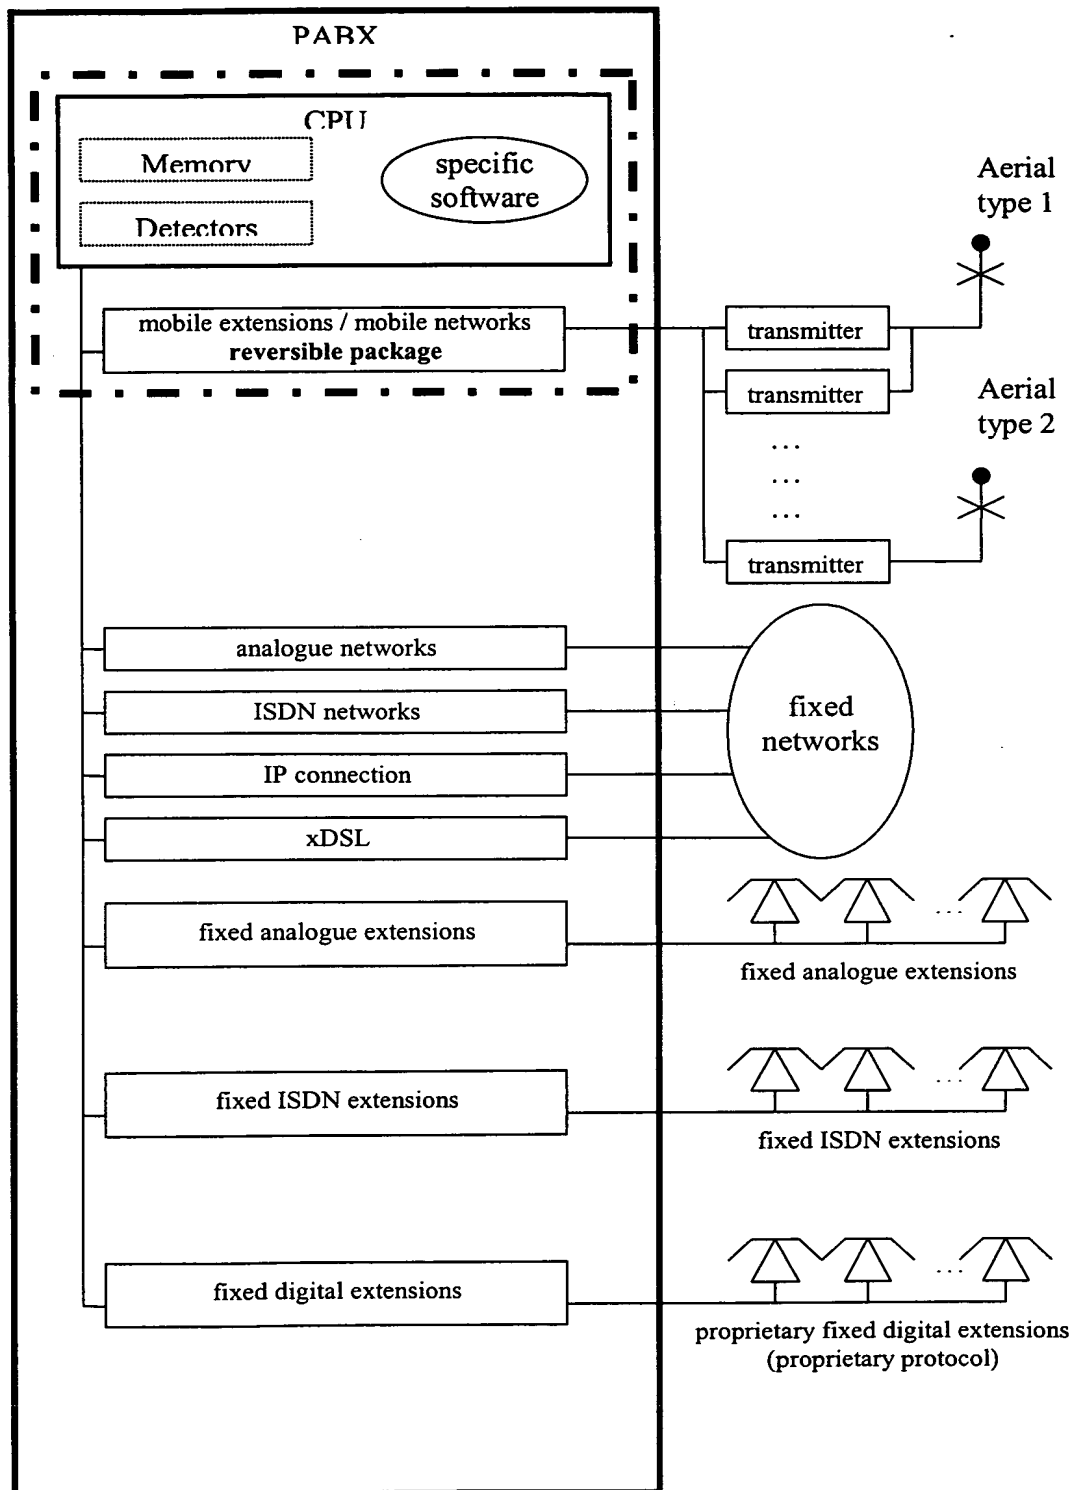 PABX
CPU
Memory
Detectors
specific
software
mobile extensions / mobile networks
reversible package
transmitter
transmitter
...
...
...
transmitter
Aerial
type 1
Aerial
type 2
analogue networks
ISDN networks
IP connection
xDSL
fixed
networks
fixed analogue extensions
...
fixed analogue extensions
fixed ISDN extensions
...
fixed ISDN extensions
fixed digital extensions
...
proprietary fixed digital extensions
(proprietary protocol)